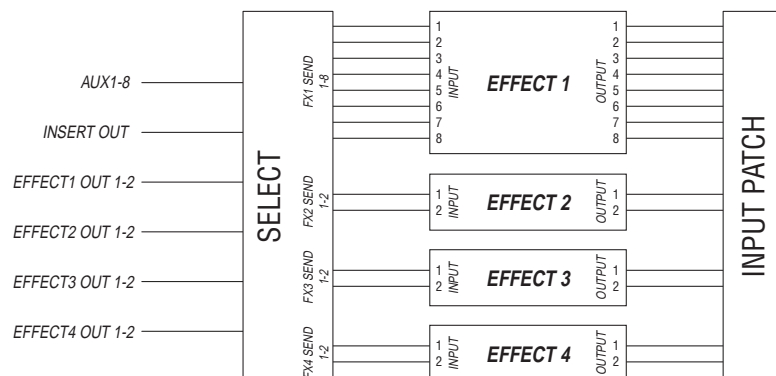 AUX1-8
INSERT OUT
EFFECT1 OUT 1-2
EFFECT2 OUT 1-2
EFFECT3 OUT 1-2
EFFECT4 OUT 1-2
SELECT
FX1 SEND
1-8
FX2 SEND
1-2
FX3 SEND
1-2
FX4 SEND
1-2
1
2
3
4
5
6
7
8
INPUT
EFFECT 1
OUTPUT
1
2
3
4
5
6
7
8
1
2
INPUT
EFFECT 2
OUTPUT
1
2
1
2
INPUT
EFFECT 3
OUTPUT
1
2
1
2
INPUT
EFFECT 4
OUTPUT
1
2
INPUT PATCH